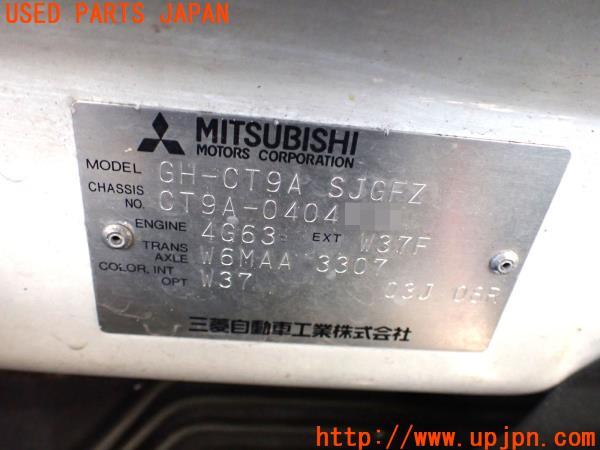 USED PARTS JAPAN
MITSUBISHI
MOTORS CORPORATION
MODEL GH-CT9A SJGFZ
CHASSIS NO. CT9A-0404
ENGINE 4G63 EXT W37F
TRANS AXLE W6MAA 3307
COLOR, INT OPT W37 03J 06R
三菱自動車工業株式会社
UPJ
http://www.upjpn.com/